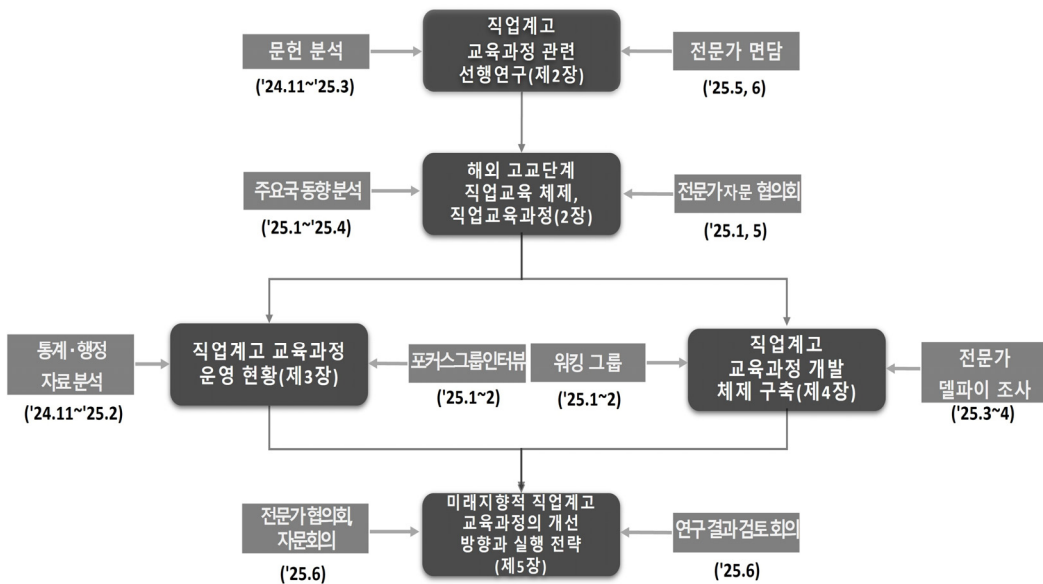 직업계고
교육과정 관련
선행연구(제2장)
문헌 분석
('24.11~'25.3)
전문가 면담
('25.5, 6)
해외 고교단계
직업교육 체제,
직업교육과정(2장)
주요국 동향 분석
('25.1~'25.4)
전문가 자문 협의회
('25.1, 5)
통계·행정
자료 분석
('24.11~'25.2)
직업계고 교육과정
운영 현황(제3장)
포커스그룹인터뷰
('25.1~2)
워킹 그룹
('25.1~2)
직업계고
교육과정 개발
체제 구축(제4장)
전문가
델파이 조사
('25.3~4)
전문가 협의회,
자문회의
('25.6)
미래지향적 직업계고
교육과정의 개선
방향과 실행 전략
(제5장)
연구 결과 검토 회의
('25.6)